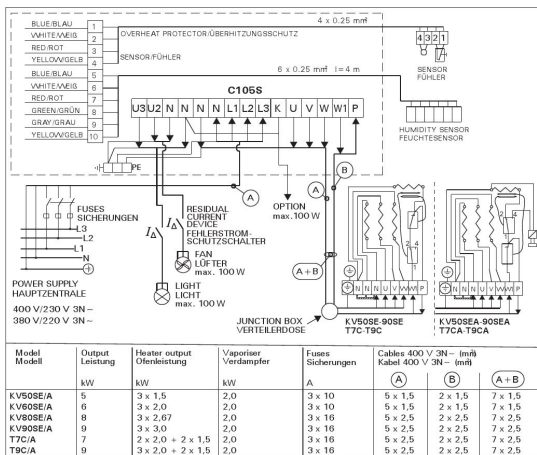 BLUE/BLAU 1
WHITE/WEIß 2
RED/ROT 3
YELLOW/GELB 4
BLUE/BLAU 5
WHITE/WEIß 6
RED/ROT 7
GREEN/GRÜN 8
GRAY/GRAU 9
YELLOW/GELB 10
OVERHEAT PROTECTOR/ÜBERHITZUNGSSCHUTZ
SENSOR/FÜHLER
4 x 0.25 mm²
6 x 0.25 mm² l=4 m
4 3 2 1
SENSOR
FÜHLER
HUMIDITY SENSOR
FEUCHTESENSOR
C105S
U3 U2 N N N N L1 L2 L3 K U V W W1 P
PE
A
B
A
OPTION
max. 100 W
FUSES
SICHERUNGEN
L3
L2
L1
N
POWER SUPPLY
HAUPTZENTRALE
400 V/230 V 3N~
380 V/220 V 3N~
IΔ
IΔ
RESIDUAL
CURRENT
DEVICE
FEHLERSTROM-
SCHUTZSCHALTER
FAN
LÜFTER
max. 100 W
LIGHT
LICHT
max. 100 W
A+B
JUNCTION BOX
VERTEILERDOSE
2 4
2 1
N N N U V W W1 P
KV50SE-90SE
T7C-T9C
2 4
1
N N N U V W W1 P
KV50SEA-90SEA
T7CA-T9CA
Model Output Heater output Vaporiser Fuses Cables 400 V 3N~ (mm²)
Modell Leistung Ofenleistung Verdampfer Sicherungen Kabel 400 V 3N~ (mm²)
kW kW kW A A B A+B
KV50SE/A 5 3 x 1,5 2,0 3 x 10 5 x 1,5 2 x 1,5 7 x 1,5
KV60SE/A 6 3 x 2,0 2,0 3 x 10 5 x 1,5 2 x 1,5 7 x 1,5
KV80SE/A 8 3 x 2,67 2,0 3 x 16 5 x 2,5 2 x 2,5 7 x 2,5
KV90SE/A 9 3 x 3,0 2,0 3 x 16 5 x 2,5 2 x 2,5 7 x 2,5
T7C/A 7 2 x 2,0 + 2 x 1,5 2,0 3 x 16 5 x 2,5 2 x 2,5 7 x 2,5
T9C/A 9 3 x 2,0 + 2 x 1,5 2,0 3 x 16 5 x 2,5 2 x 2,5 7 x 2,5